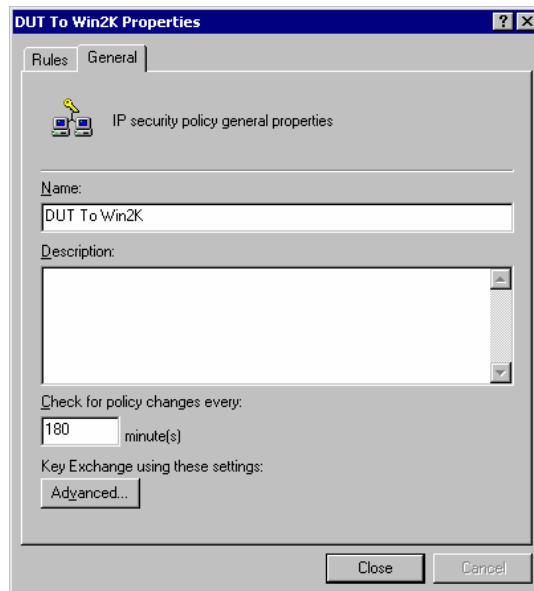 DUT To Win2K Properties
Rules General
IP security policy general properties
Name:
DUT To Win2K
Description:
Check for policy changes every:
180 minute(s)
Key Exchange using these settings:
Advanced...
Close Cancel